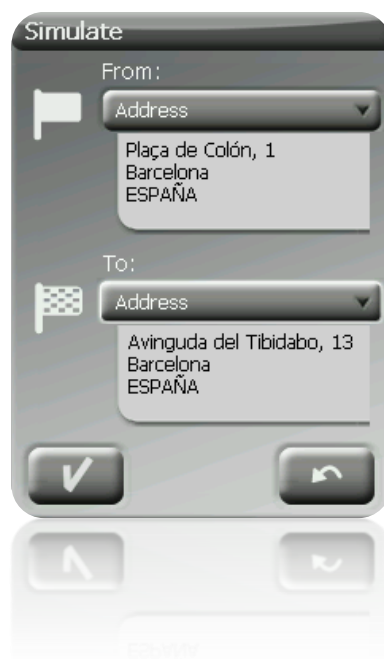 Simulate
From:
Address
Plaça de Colón, 1
Barcelona
ESPAÑA
To:
Address
Avinguda del Tibidabo, 13
Barcelona
ESPAÑA